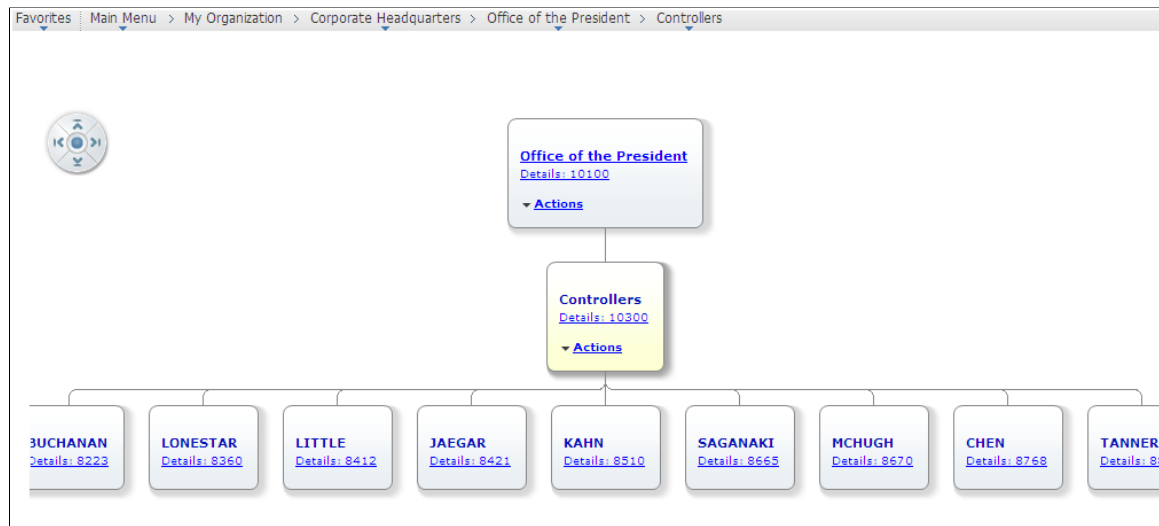 Favorites Main Menu > My Organization > Corporate Headquarters > Office of the President > Controllers
Office of the President
Details: 10100
Actions
Controllers
Details: 10300
Actions
BUCHANAN LONESTAR LITTLE JAEGAR KAHN SAGANAKI MCHUGH CHEN TANNER
Details: 8223 Details: 8360 Details: 8412 Details: 8421 Details: 8510 Details: 8665 Details: 8670 Details: 8768 Details: